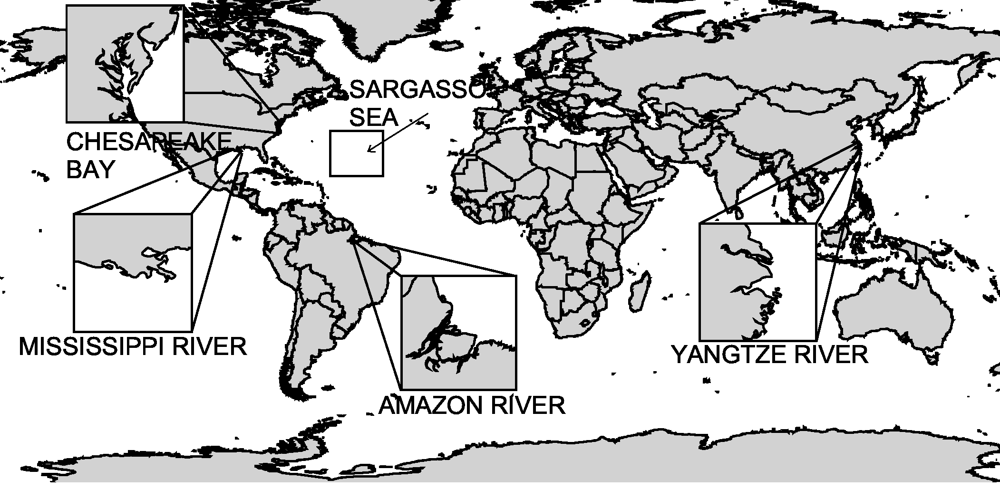 SARGASSO
SEA
CHESAPEAKE
BAY
MISSISSIPPI RIVER
YANGTZE RIVER
AMAZON RIVER